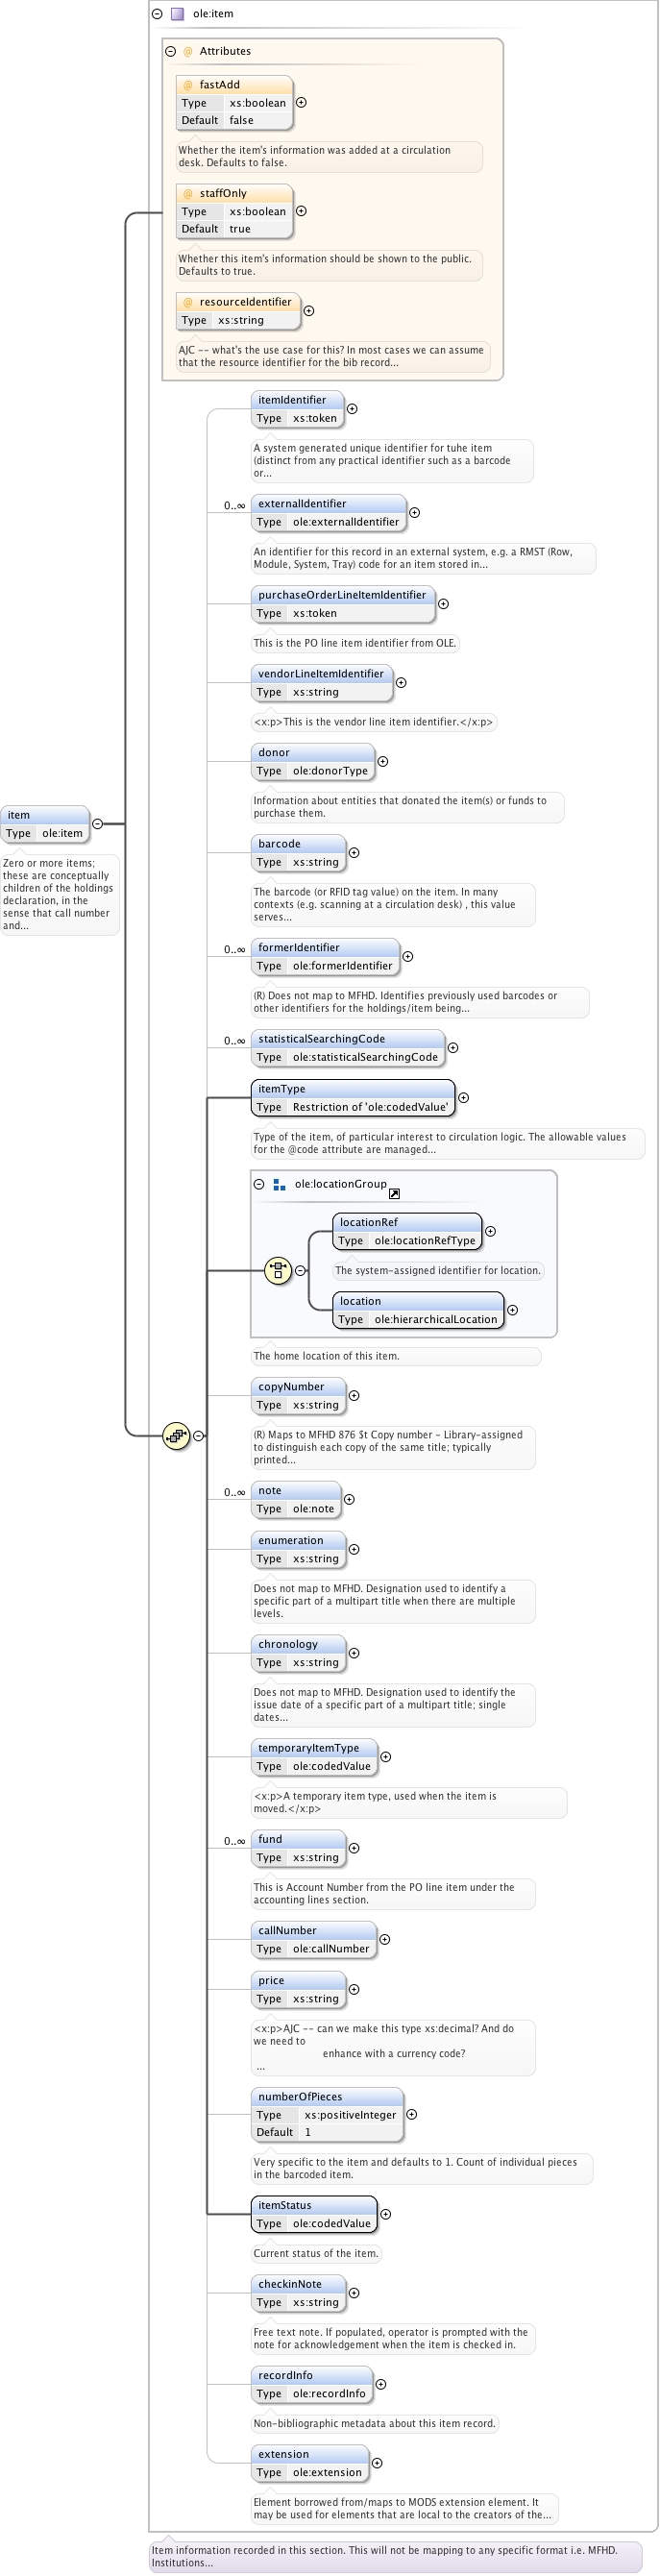 ole:item
@ Attributes
@ fastAdd
Type xs:boolean
Default false
Whether the item's information was added at a circulation
desk. Defaults to false.
@ staffOnly
Type xs:boolean
Default true
Whether this item's information should be shown to the public.
Defaults to true.
@ resourceIdentifier
Type xs:string
AJC -- what's the use case for this? In most cases we can assume
that the resource identifier for the bib record...
itemIdentifier
Type xs:token
A system generated unique identifier for tuhe item
(distinct from any practical identifier such as a barcode
or...
0..∞
externalIdentifier
Type ole:externalIdentifier
An identifier for this record in an external system, e.g. a RMST (Row,
Module, System, Tray) code for an item stored in...
purchaseOrderLineItemIdentifier
Type xs:token
This is the PO line item identifier from OLE.
vendorLineItemIdentifier
Type xs:string
<x:p>This is the vendor line item identifier.</x:p>
donor
Type ole:donorType
Information about entities that donated the item(s) or funds to
purchase them.
item
Type ole:item
Zero or more items;
these are conceptually
children of the holdings
declaration, in the
sense that call number
and...
barcode
Type xs:string
The barcode (or RFID tag value) on the item. In many
contexts (e.g. scanning at a circulation desk) , this value
serves...
0..∞
formerIdentifier
Type ole:formerIdentifier
(R) Does not map to MFHD. Identifies previously used barcodes or
other identifiers for the holdings/item being...
0..∞
statisticalSearchingCode
Type ole:statisticalSearchingCode
itemType
Type Restriction of 'ole:codedValue'
Type of the item, of particular interest to circulation logic. The allowable values
for the @code attribute are managed...
ole:locationGroup
locationRef
Type ole:locationRefType
The system-assigned identifier for location.
location
Type ole:hierarchicalLocation
The home location of this item.
copyNumber
Type xs:string
(R) Maps to MFHD 876 $t Copy number - Library-assigned
to distinguish each copy of the same title; typically
printed...
0..∞
note
Type ole:note
enumeration
Type xs:string
Does not map to MFHD. Designation used to identify a
specific part of a multipart title when there are multiple
levels.
chronology
Type xs:string
Does not map to MFHD. Designation used to identify the
issue date of a specific part of a multipart title; single
dates...
temporaryItemType
Type ole:codedValue
<x:p>A temporary item type, used when the item is
moved.</x:p>
0..∞
fund
Type xs:string
This is Account Number from the PO line item under the
accounting lines section.
callNumber
Type ole:callNumber
price
Type xs:string
<x:p>AJC -- can we make this type xs:decimal? And do
we need to
enhance with a currency code?
...
numberOfPieces
Type xs:positiveInteger
Default 1
Very specific to the item and defaults to 1. Count of individual pieces
in the barcoded item.
itemStatus
Type ole:codedValue
Current status of the item.
checkinNote
Type xs:string
Free text note. If populated, operator is prompted with the
note for acknowledgement when the item is checked in.
recordInfo
Type ole:recordInfo
Non-bibliographic metadata about this item record.
extension
Type ole:extension
Element borrowed from/maps to MODS extension element. It
may be used for elements that are local to the creators of the...
Item information recorded in this section. This will not be mapping to any specific format i.e. MFHD.
Institutions...